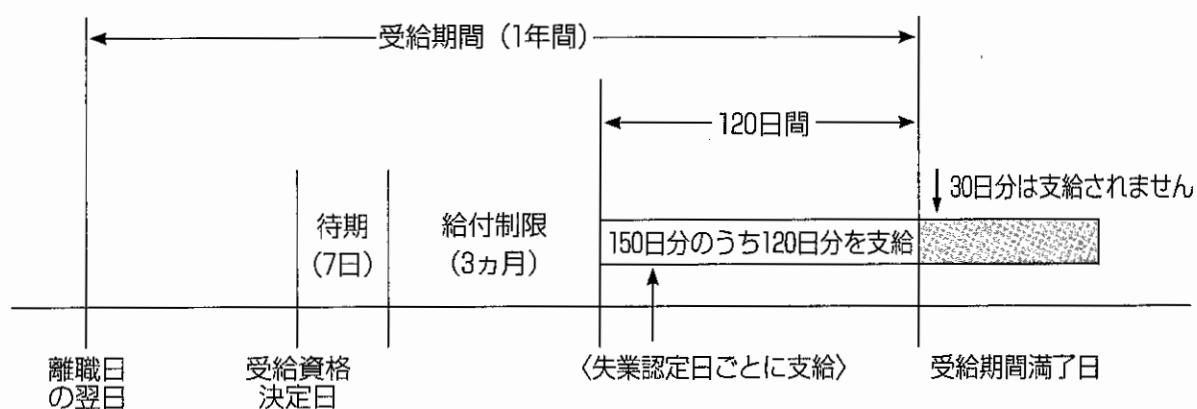 受給期間（1年間）
120日間
30日分は支給されません
待期
（7日）
給付制限
（3ヵ月）
150日分のうち120日分を支給
離職日
の翌日
受給資格
決定日
〈失業認定日ごとに支給〉
受給期間満了日